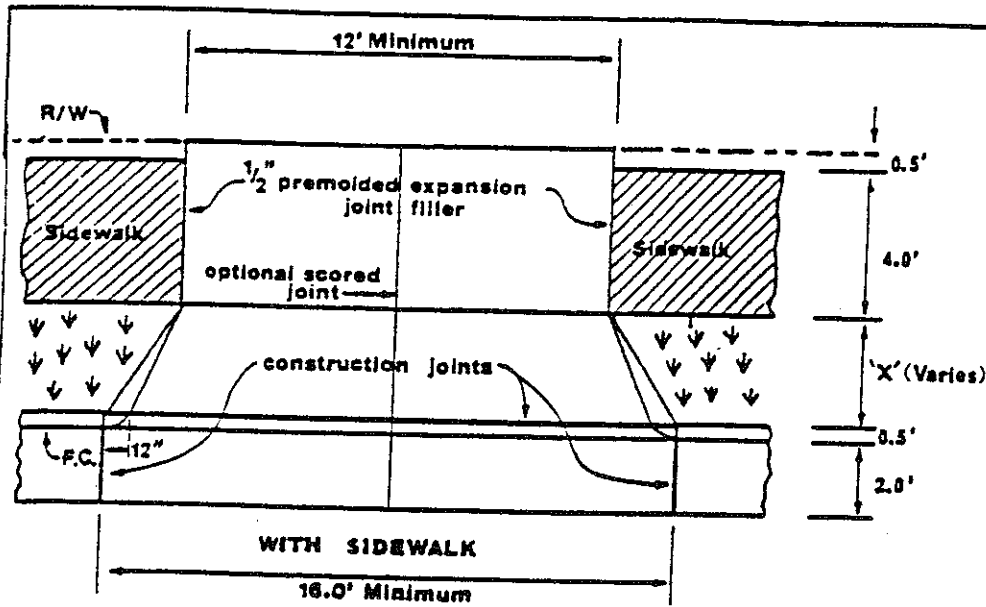 12' Minimum
R/W
0.5'
1/2" premolded expansion
joint filler
Sidewalk
Sidewalk
4.0'
optional scored
joint
construction joints
'X' (Varies)
F.C.
12"
0.5'
2.0'
WITH SIDEWALK
16.0' Minimum